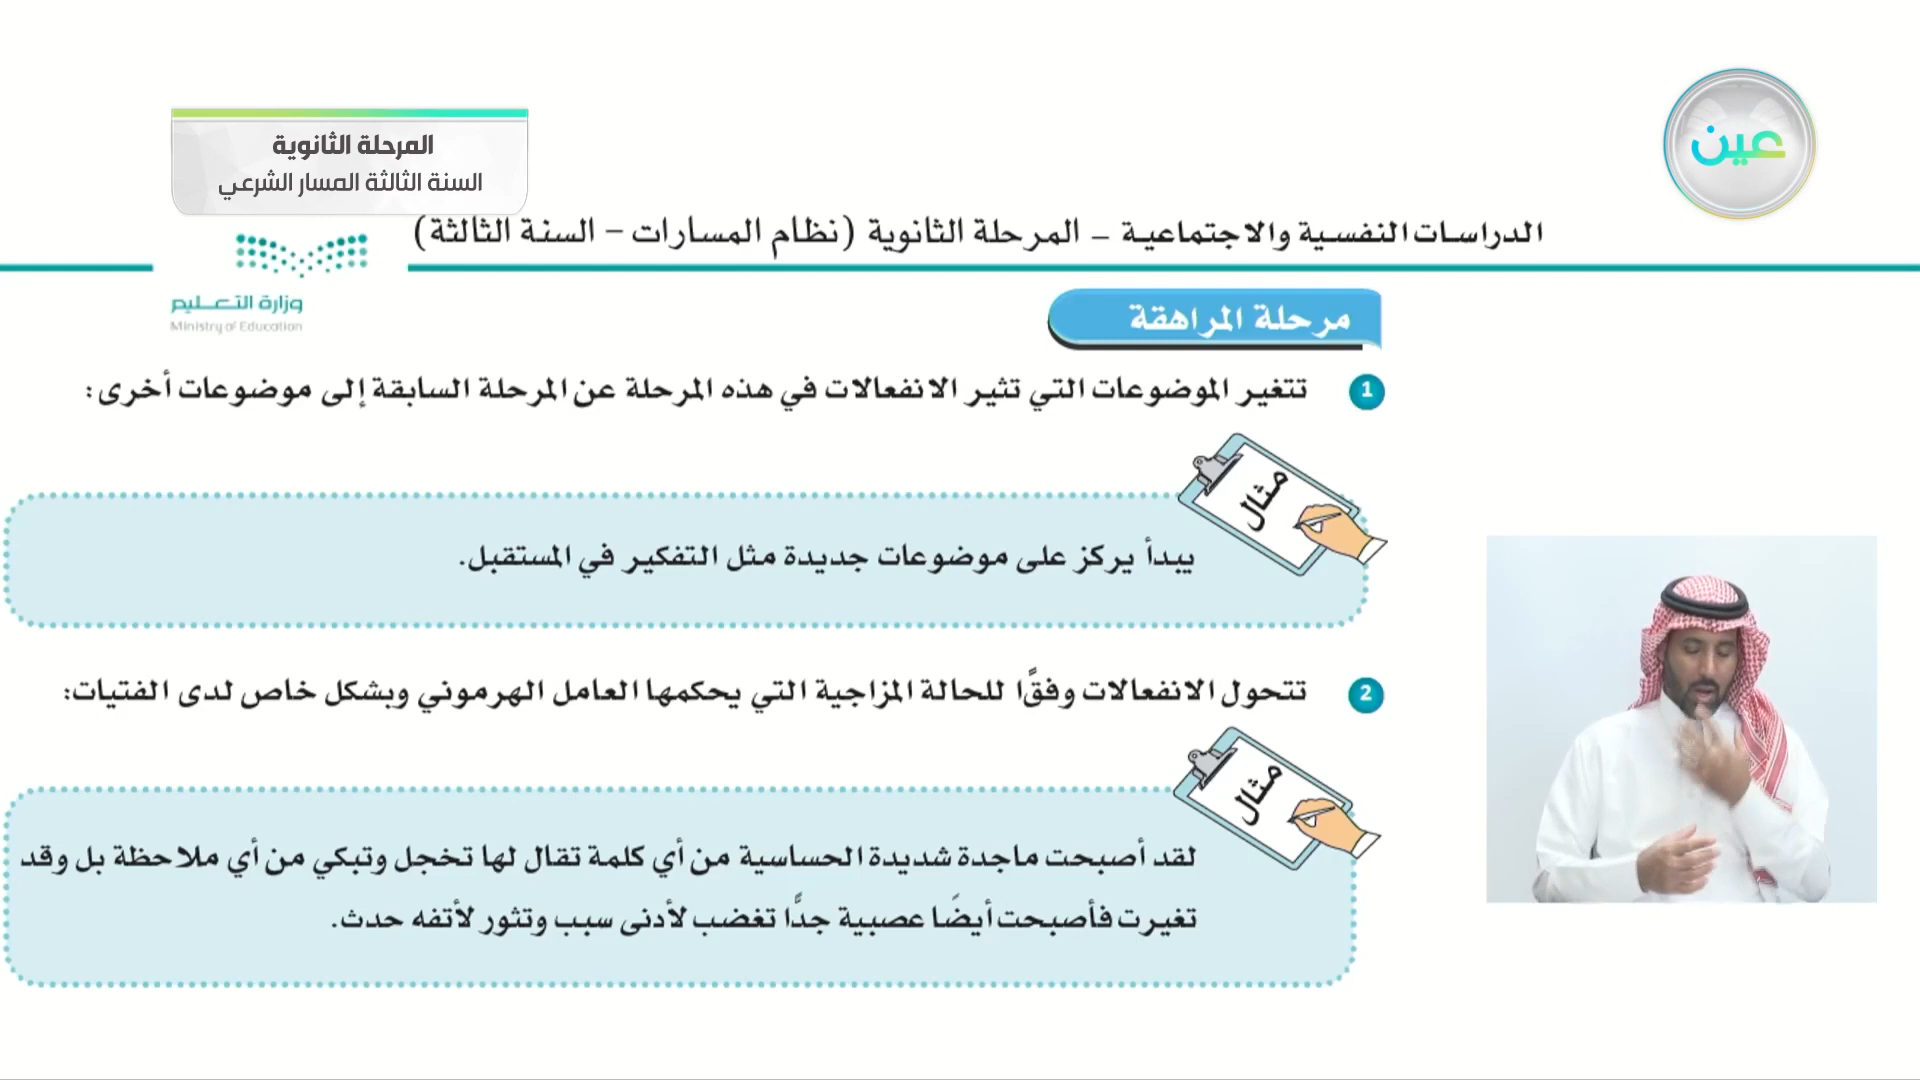 المرحلة الثانوية
السنة الثالثة المسار الشرعي
عين
الدراسات النفسية والاجتماعية – المرحلة الثانوية (نظام المسارات – السنة الثالثة)
وزارة التعليم
Ministry of Education
مرحلة المراهقة
1 تتغير الموضوعات التي تثير الانفعالات في هذه المرحلة عن المرحلة السابقة إلى موضوعات أخرى:
مثال
يبدأ يركز على موضوعات جديدة مثل التفكير في المستقبل.
2 تتحول الانفعالات وفقًا للحالة المزاجية التي يحكمها العامل الهرموني وبشكل خاص لدى الفتيات:
مثال
لقد أصبحت ماجدة شديدة الحساسية من أي كلمة تقال لها تخجل وتبكي من أي ملاحظة بل وقد
تغيرت فأصبحت أيضًا عصبية جدًّا تغضب لأدنى سبب وتثور لأتفه حدث.